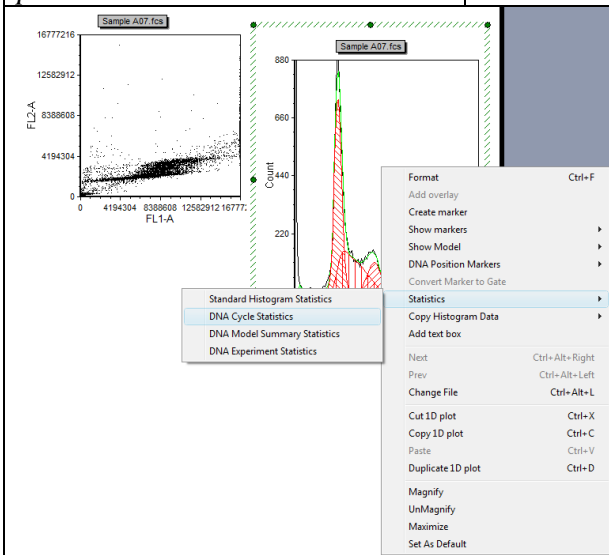 Sample A07.fcs
16777216
12582912
8388608
4194304
0
FL2-A
0 4194304 8388608 12582912 16777:
FL1-A
Sample A07.fcs
880
660
440
220
Count
Format Ctrl+F
Add overlay
Create marker
Show markers
Show Model
DNA Position Markers
Convert Marker to Gate
Statistics
Standard Histogram Statistics
DNA Cycle Statistics
DNA Model Summary Statistics
DNA Experiment Statistics
Copy Histogram Data
Add text box
Next Ctrl+Alt+Right
Prev Ctrl+Alt+Left
Change File Ctrl+Alt+L
Cut 1D plot Ctrl+X
Copy 1D plot Ctrl+C
Paste Ctrl+V
Duplicate 1D plot Ctrl+D
Magnify
UnMagnify
Maximize
Set As Default